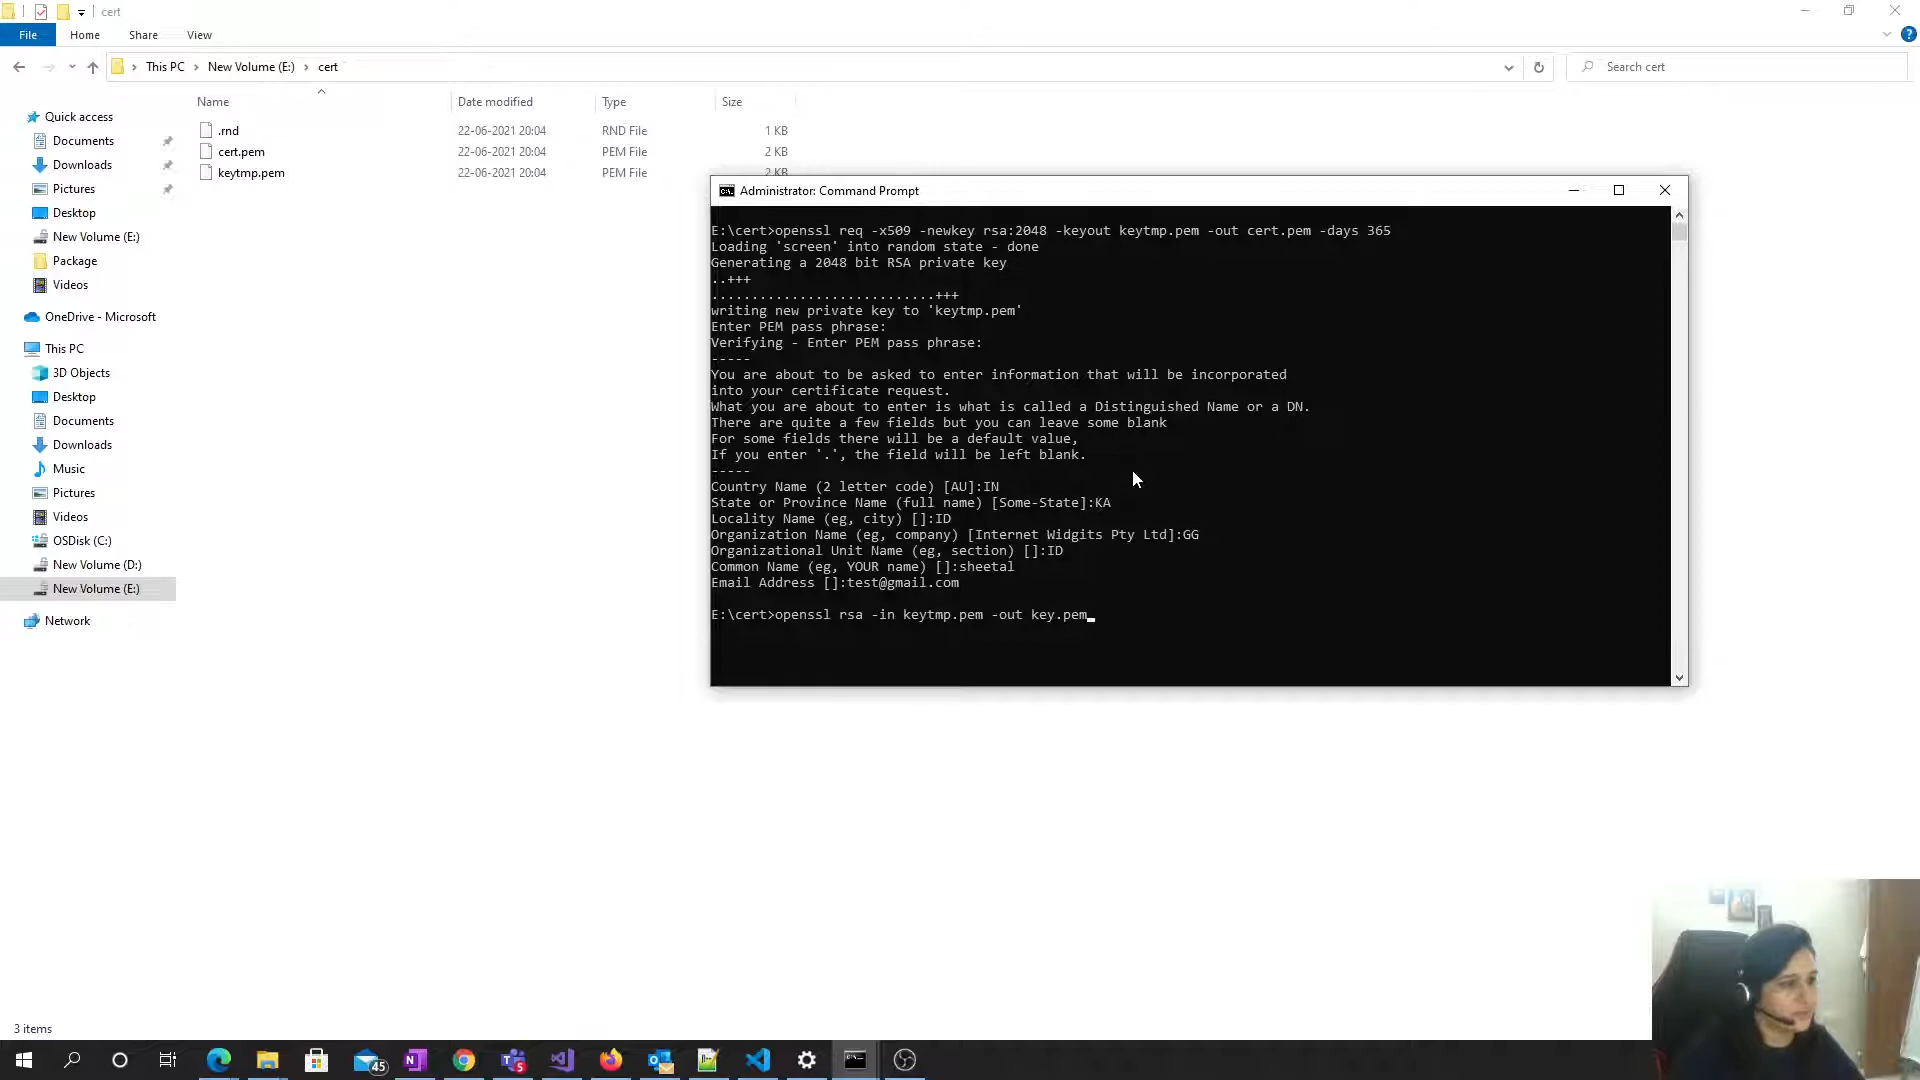 cert
File Home Share View
This PC New Volume (E:) cert
Search cert
Name Date modified Type Size
.rnd 22-06-2021 20:04 RND File 1 KB
cert.pem 22-06-2021 20:04 PEM File 2 KB
keytmp.pem 22-06-2021 20:04 PEM File 2 KB
Quick access
Documents
Downloads
Pictures
Desktop
New Volume (E:)
Package
Videos
OneDrive - Microsoft
This PC
3D Objects
Desktop
Documents
Downloads
Music
Pictures
Videos
OSDisk (C:)
New Volume (D:)
New Volume (E:)
Network
3 items
Administrator: Command Prompt
E:\cert>openssl req -x509 -newkey rsa:2048 -keyout keytmp.pem -out cert.pem -days 365
Loading 'screen' into random state - done
Generating a 2048 bit RSA private key
..+++
............................+++
writing new private key to 'keytmp.pem'
Enter PEM pass phrase:
Verifying - Enter PEM pass phrase:
-----
You are about to be asked to enter information that will be incorporated
into your certificate request.
What you are about to enter is what is called a Distinguished Name or a DN.
There are quite a few fields but you can leave some blank
For some fields there will be a default value,
If you enter '.', the field will be left blank.
-----
Country Name (2 letter code) [AU]:IN
State or Province Name (full name) [Some-State]:KA
Locality Name (eg, city) []:ID
Organization Name (eg, company) [Internet Widgits Pty Ltd]:GG
Organizational Unit Name (eg, section) []:ID
Common Name (eg, YOUR name) []:sheetal
Email Address []:test@gmail.com
E:\cert>openssl rsa -in keytmp.pem -out key.pem
45
5